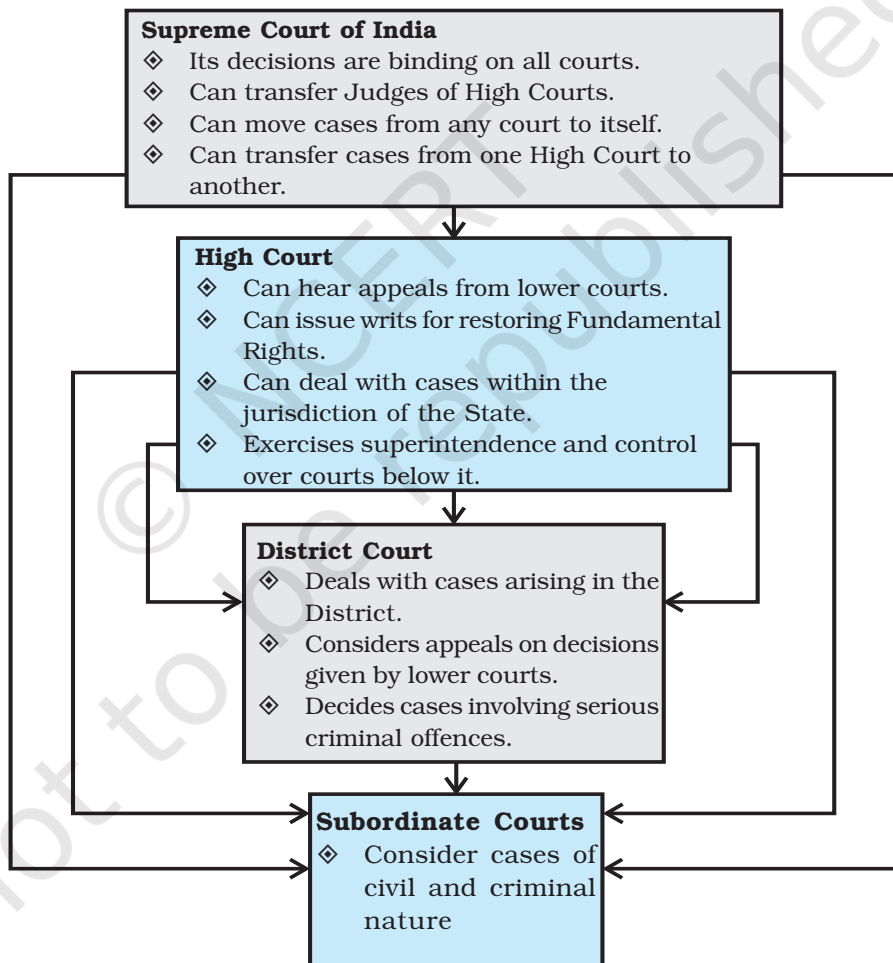 Supreme Court of India
◈ Its decisions are binding on all courts.
◈ Can transfer Judges of High Courts.
◈ Can move cases from any court to itself.
◈ Can transfer cases from one High Court to
another.
High Court
◈ Can hear appeals from lower courts.
◈ Can issue writs for restoring Fundamental
Rights.
◈ Can deal with cases within the
jurisdiction of the State.
◈ Exercises superintendence and control
over courts below it.
District Court
◈ Deals with cases arising in the
District.
◈ Considers appeals on decisions
given by lower courts.
◈ Decides cases involving serious
criminal offences.
Subordinate Courts
◈ Consider cases of
civil and criminal
nature
© NCERT
not to be republished